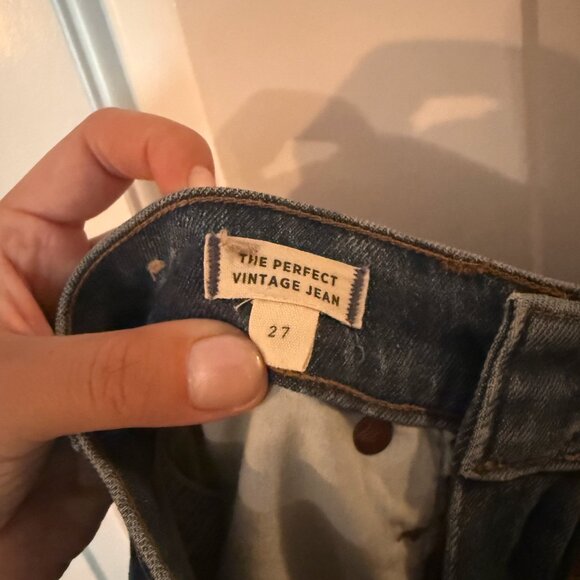 THE PERFECT
VINTAGE JEAN
27